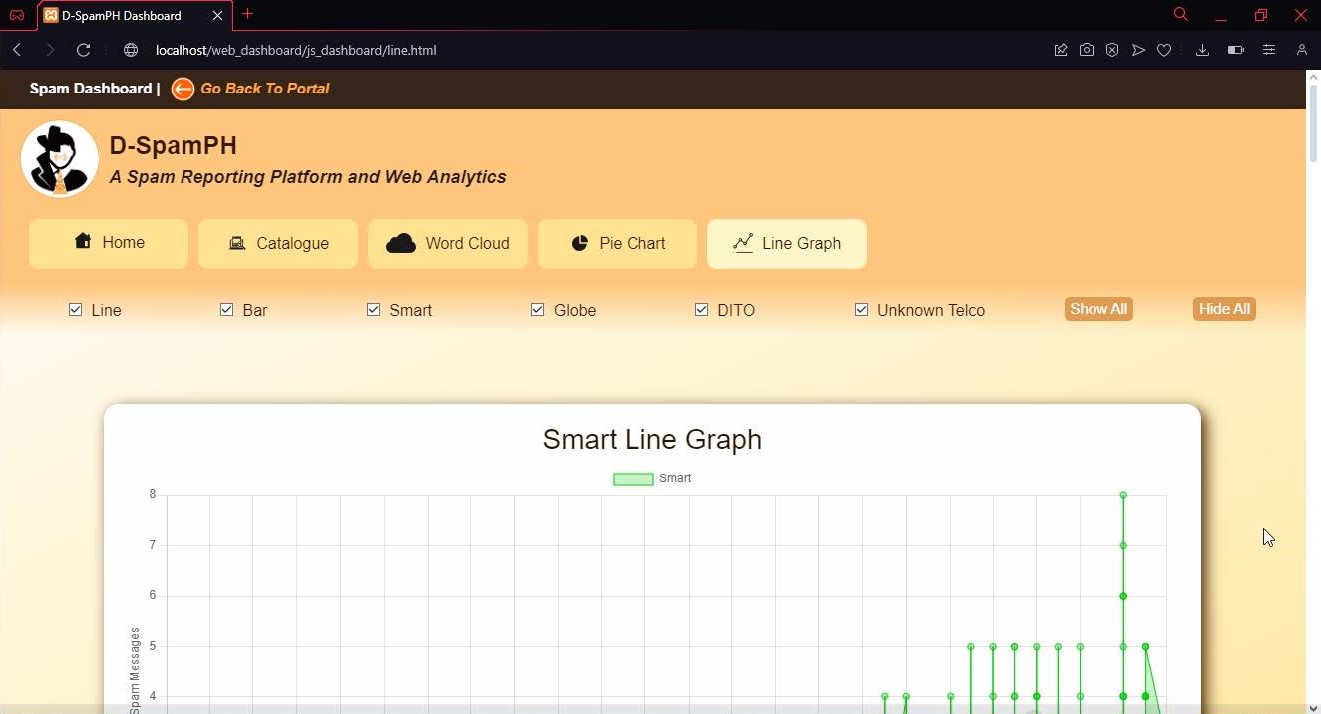 D-SpamPH Dashboard
localhost/web_dashboard/js_dashboard/line.html
Spam Dashboard | Go Back To Portal
D-SpamPH
A Spam Reporting Platform and Web Analytics
Home Catalogue Word Cloud Pie Chart Line Graph
Line Bar Smart Globe DITO Unknown Telco Show All Hide All
Smart Line Graph
Smart
8
7
6
5
4
Spam Messages